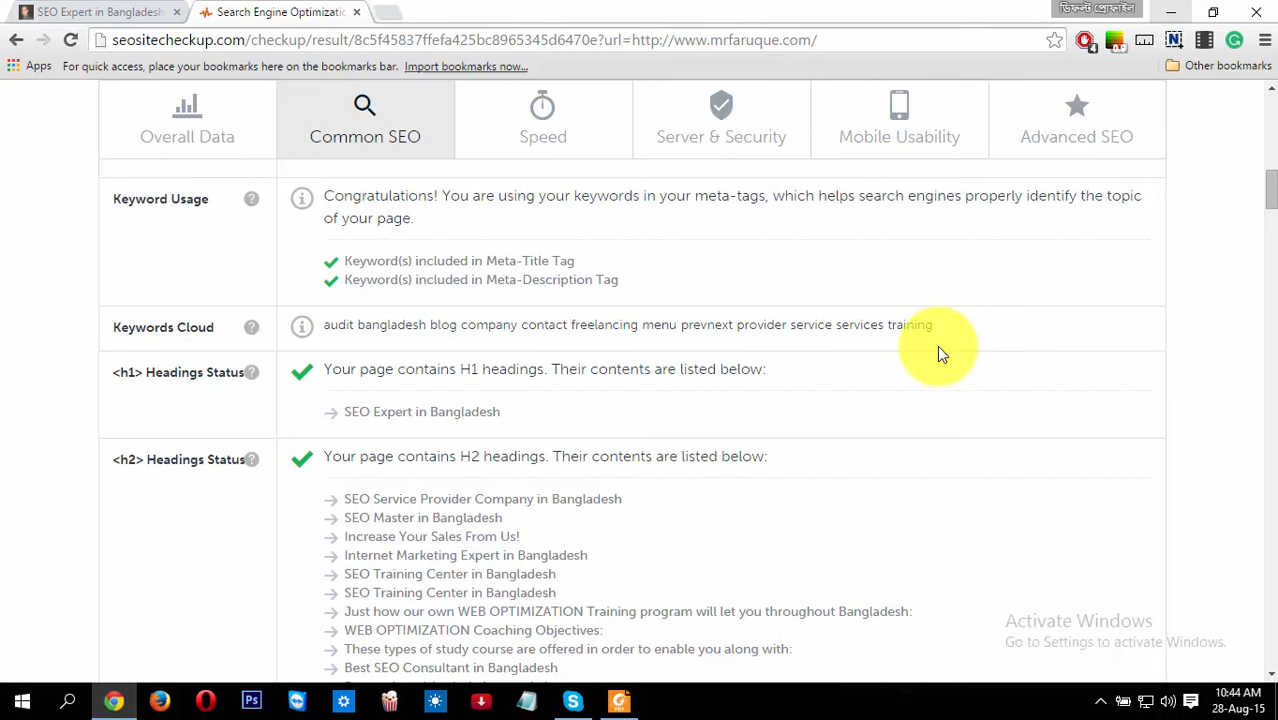 SEO Expert in Bangladesh
Search Engine Optimizatio
ডিফল্ট প্রোফাইল
seositecheckup.com/checkup/result/8c5f45837ffefa425bc8965345d6470e?url=http://www.mrfaruque.com/
4
Apps
For quick access, place your bookmarks here on the bookmarks bar. Import bookmarks now...
Other bookmarks
Overall Data
Common SEO
Speed
Server & Security
Mobile Usability
Advanced SEO
Keyword Usage ?
Congratulations! You are using your keywords in your meta-tags, which helps search engines properly identify the topic
of your page.
Keyword(s) included in Meta-Title Tag
Keyword(s) included in Meta-Description Tag
Keywords Cloud ?
audit bangladesh blog company contact freelancing menu prevnext provider service services training
<h1> Headings Status ?
Your page contains H1 headings. Their contents are listed below:
SEO Expert in Bangladesh
<h2> Headings Status ?
Your page contains H2 headings. Their contents are listed below:
SEO Service Provider Company in Bangladesh
SEO Master in Bangladesh
Increase Your Sales From Us!
Internet Marketing Expert in Bangladesh
SEO Training Center in Bangladesh
SEO Training Center in Bangladesh
Just how our own WEB OPTIMIZATION Training program will let you throughout Bangladesh:
WEB OPTIMIZATION Coaching Objectives:
These types of study course are offered in order to enable you along with:
Best SEO Consultant in Bangladesh
Activate Windows
Go to Settings to activate Windows.
Ps
10:44 AM
28-Aug-15